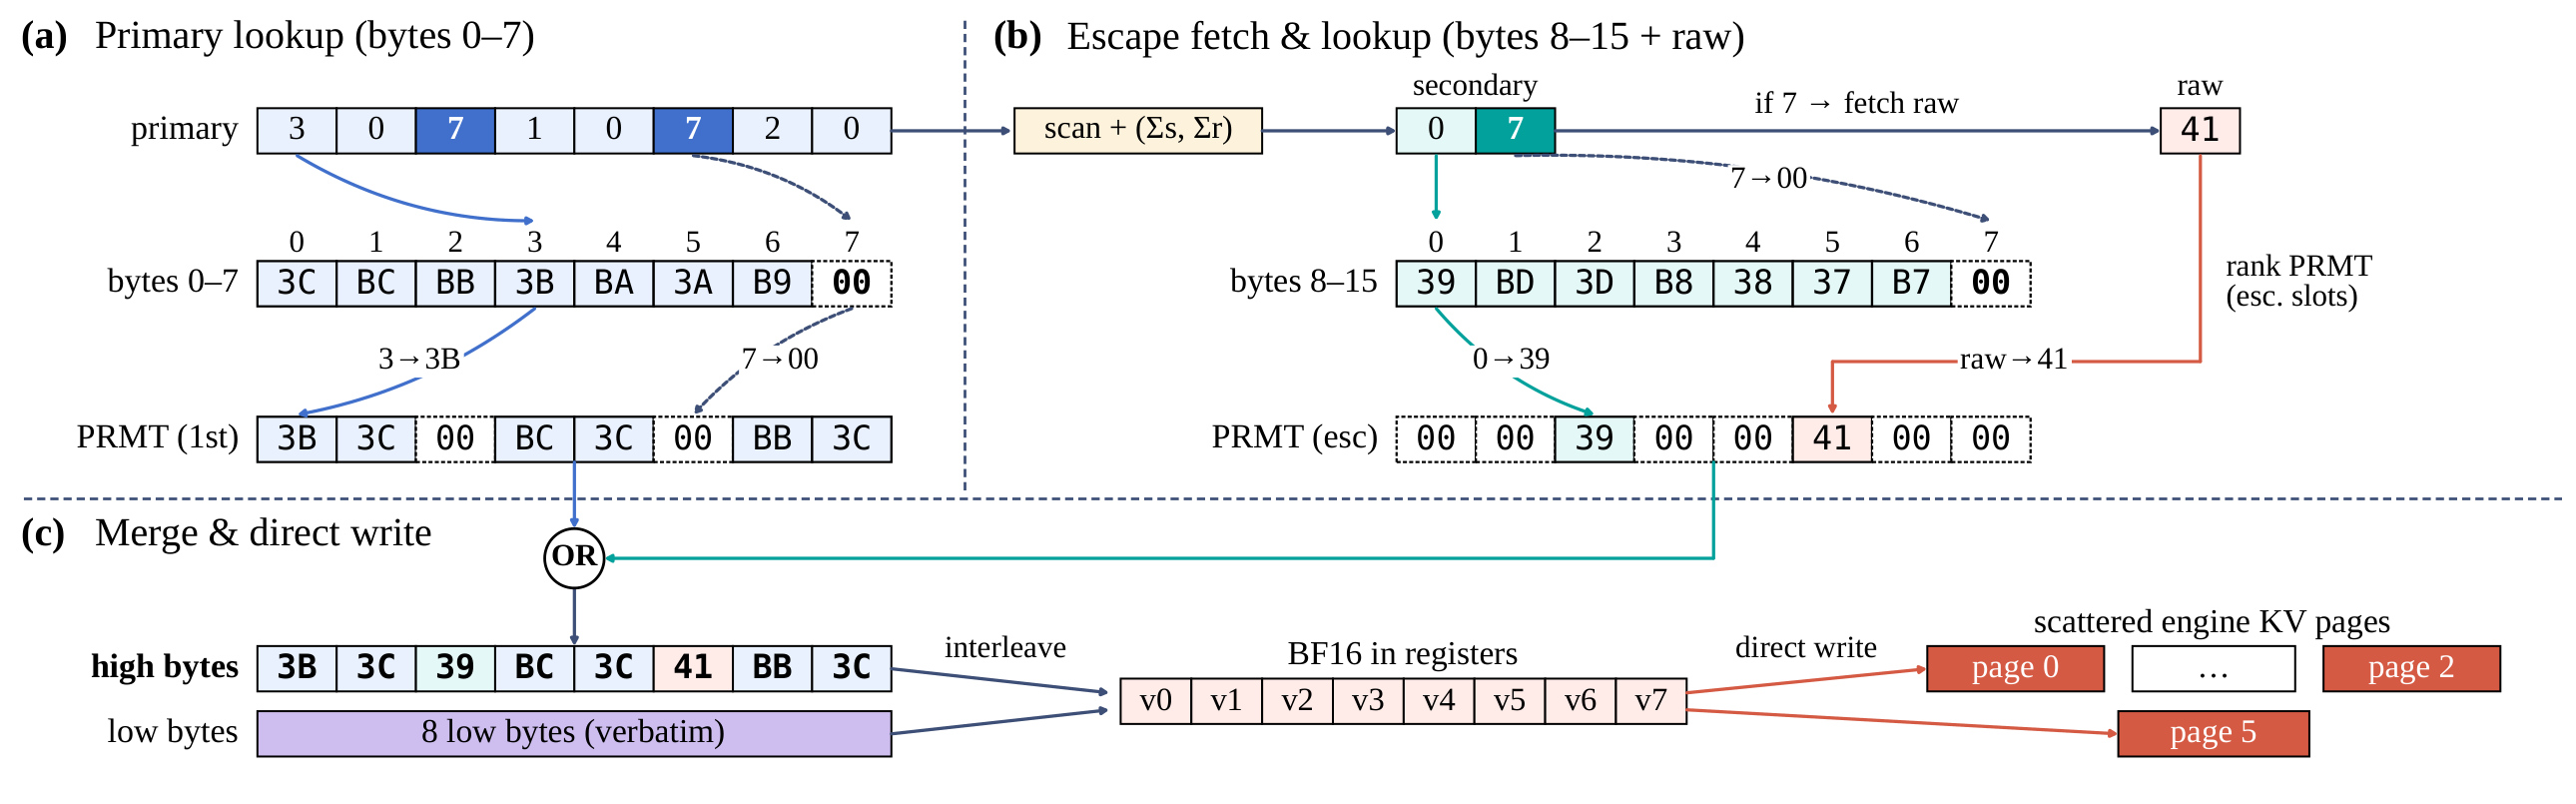 (a) Primary lookup (bytes 0–7)
primary 3 0 7 1 0 7 2 0
0 1 2 3 4 5 6 7
bytes 0–7 3C BC BB 3B BA 3A B9 00
3→3B 7→00
PRMT (1st) 3B 3C 00 BC 3C 00 BB 3C
(b) Escape fetch & lookup (bytes 8–15 + raw)
secondary raw
scan + (Σs, Σr) 0 7 if 7 → fetch raw 41
7→00
0 1 2 3 4 5 6 7
bytes 8–15 39 BD 3D B8 38 37 B7 00
rank PRMT
(esc. slots)
0→39 raw→41
PRMT (esc) 00 00 39 00 00 41 00 00
(c) Merge & direct write
OR
high bytes 3B 3C 39 BC 3C 41 BB 3C
low bytes 8 low bytes (verbatim)
interleave
BF16 in registers
v0 v1 v2 v3 v4 v5 v6 v7
direct write
scattered engine KV pages
page 0 … page 2
page 5